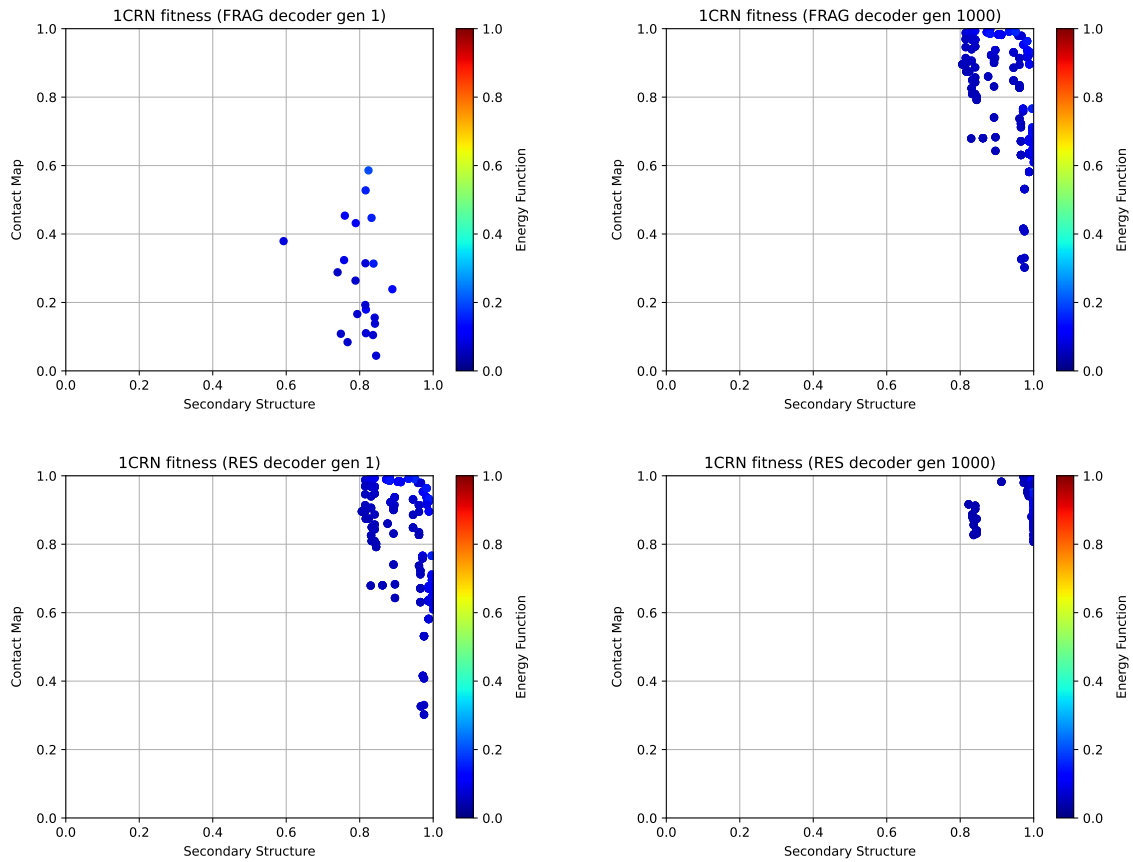 1CRN fitness (FRAG decoder gen 1)
1.0
0.8
0.6
0.4
0.2
0.0
Contact Map
0.0 0.2 0.4 0.6 0.8 1.0
Secondary Structure
1.0
0.8
0.6
0.4
0.2
0.0
Energy Function
1CRN fitness (FRAG decoder gen 1000)
1.0
0.8
0.6
0.4
0.2
0.0
Contact Map
0.0 0.2 0.4 0.6 0.8 1.0
Secondary Structure
1.0
0.8
0.6
0.4
0.2
0.0
Energy Function
1CRN fitness (RES decoder gen 1)
1.0
0.8
0.6
0.4
0.2
0.0
Contact Map
0.0 0.2 0.4 0.6 0.8 1.0
Secondary Structure
1.0
0.8
0.6
0.4
0.2
0.0
Energy Function
1CRN fitness (RES decoder gen 1000)
1.0
0.8
0.6
0.4
0.2
0.0
Contact Map
0.0 0.2 0.4 0.6 0.8 1.0
Secondary Structure
1.0
0.8
0.6
0.4
0.2
0.0
Energy Function